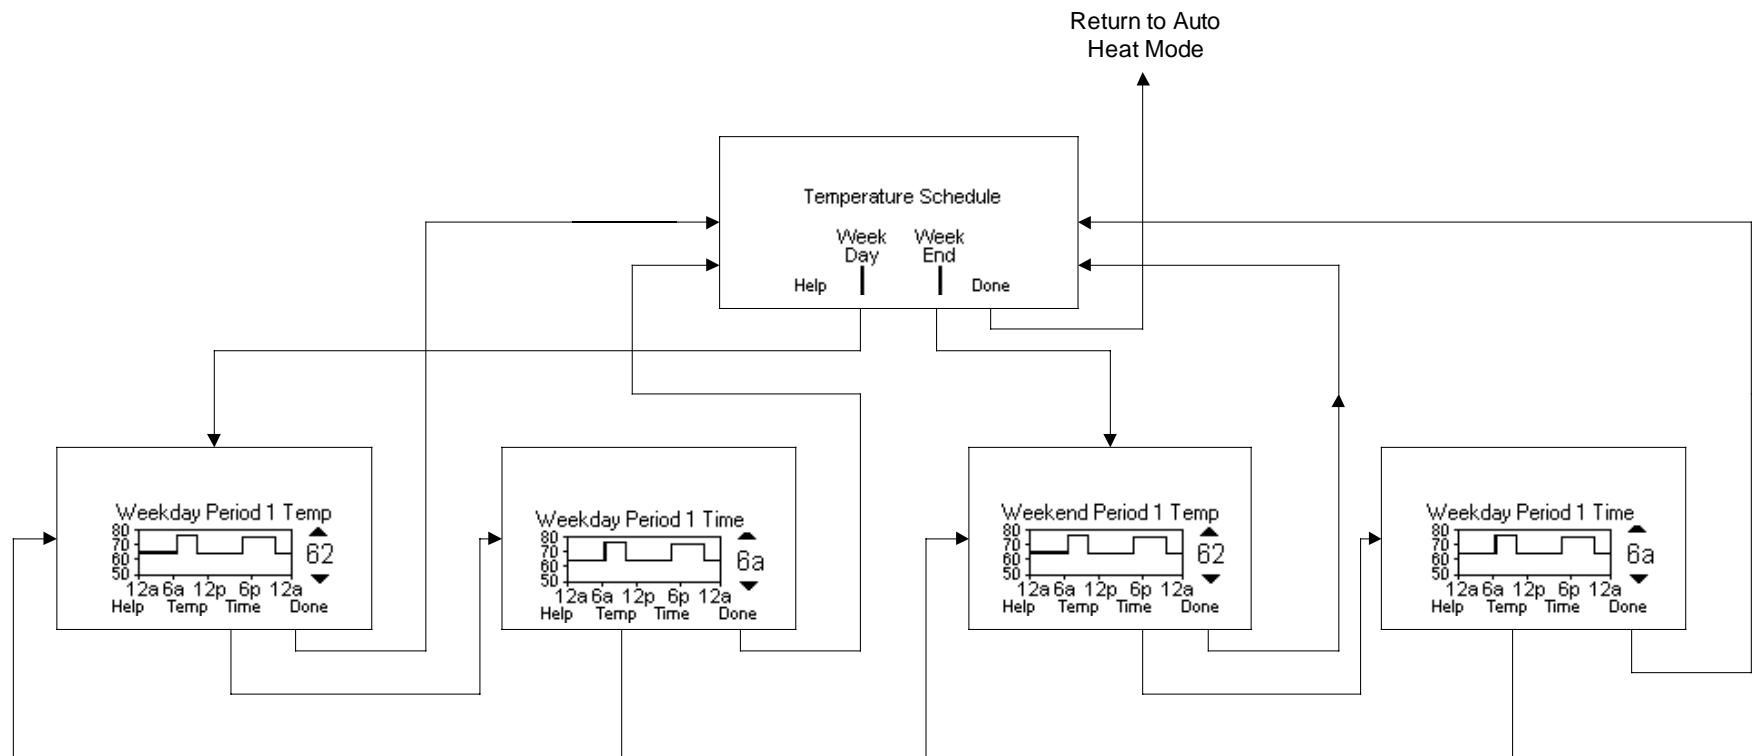 Return to Auto
Heat Mode
Temperature Schedule
Week Week
Day End
Help Done
Weekday Period 1 Temp
80
70
60
50
62
12a 6a 12p 6p 12a
Help Temp Time Done
Weekday Period 1 Time
80
70
60
50
6a
12a 6a 12p 6p 12a
Help Temp Time Done
Weekend Period 1 Temp
80
70
60
50
62
12a 6a 12p 6p 12a
Help Temp Time Done
Weekday Period 1 Time
80
70
60
50
6a
12a 6a 12p 6p 12a
Help Temp Time Done